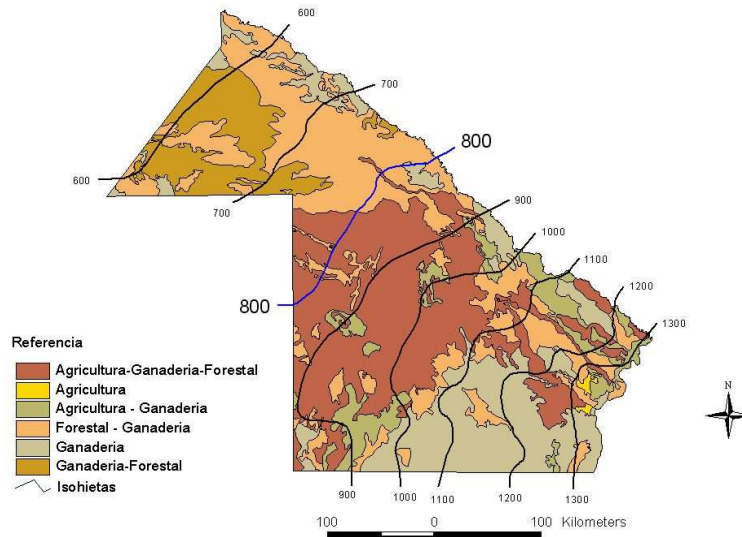 600
700
800
900
1000
1100
1200
1300
600
700
800
Referencia
Agricultura-Ganaderia-Forestal
Agricultura
Agricultura - Ganaderia
Forestal - Ganaderia
Ganaderia
Ganaderia-Forestal
Isohietas
N
900
1000
1100
1200
1300
100 0 100 Kilometers